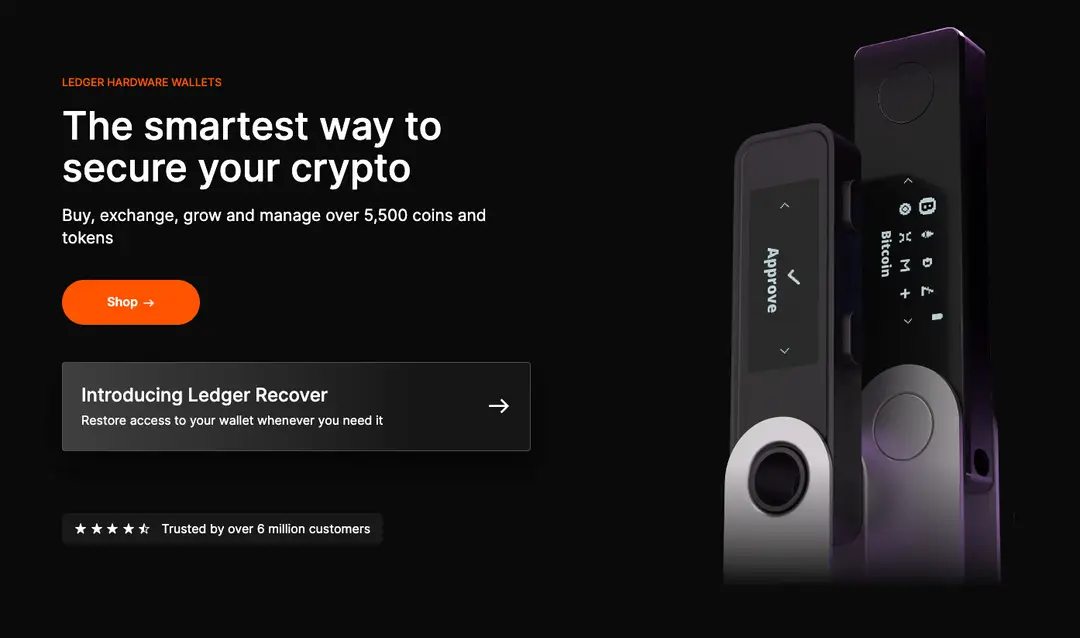 LEDGER HARDWARE WALLETS
The smartest way to
secure your crypto
Buy, exchange, grow and manage over 5,500 coins and
tokens
Shop →
Introducing Ledger Recover
Restore access to your wallet whenever you need it
Trusted by over 6 million customers
Approve
Bitcoin